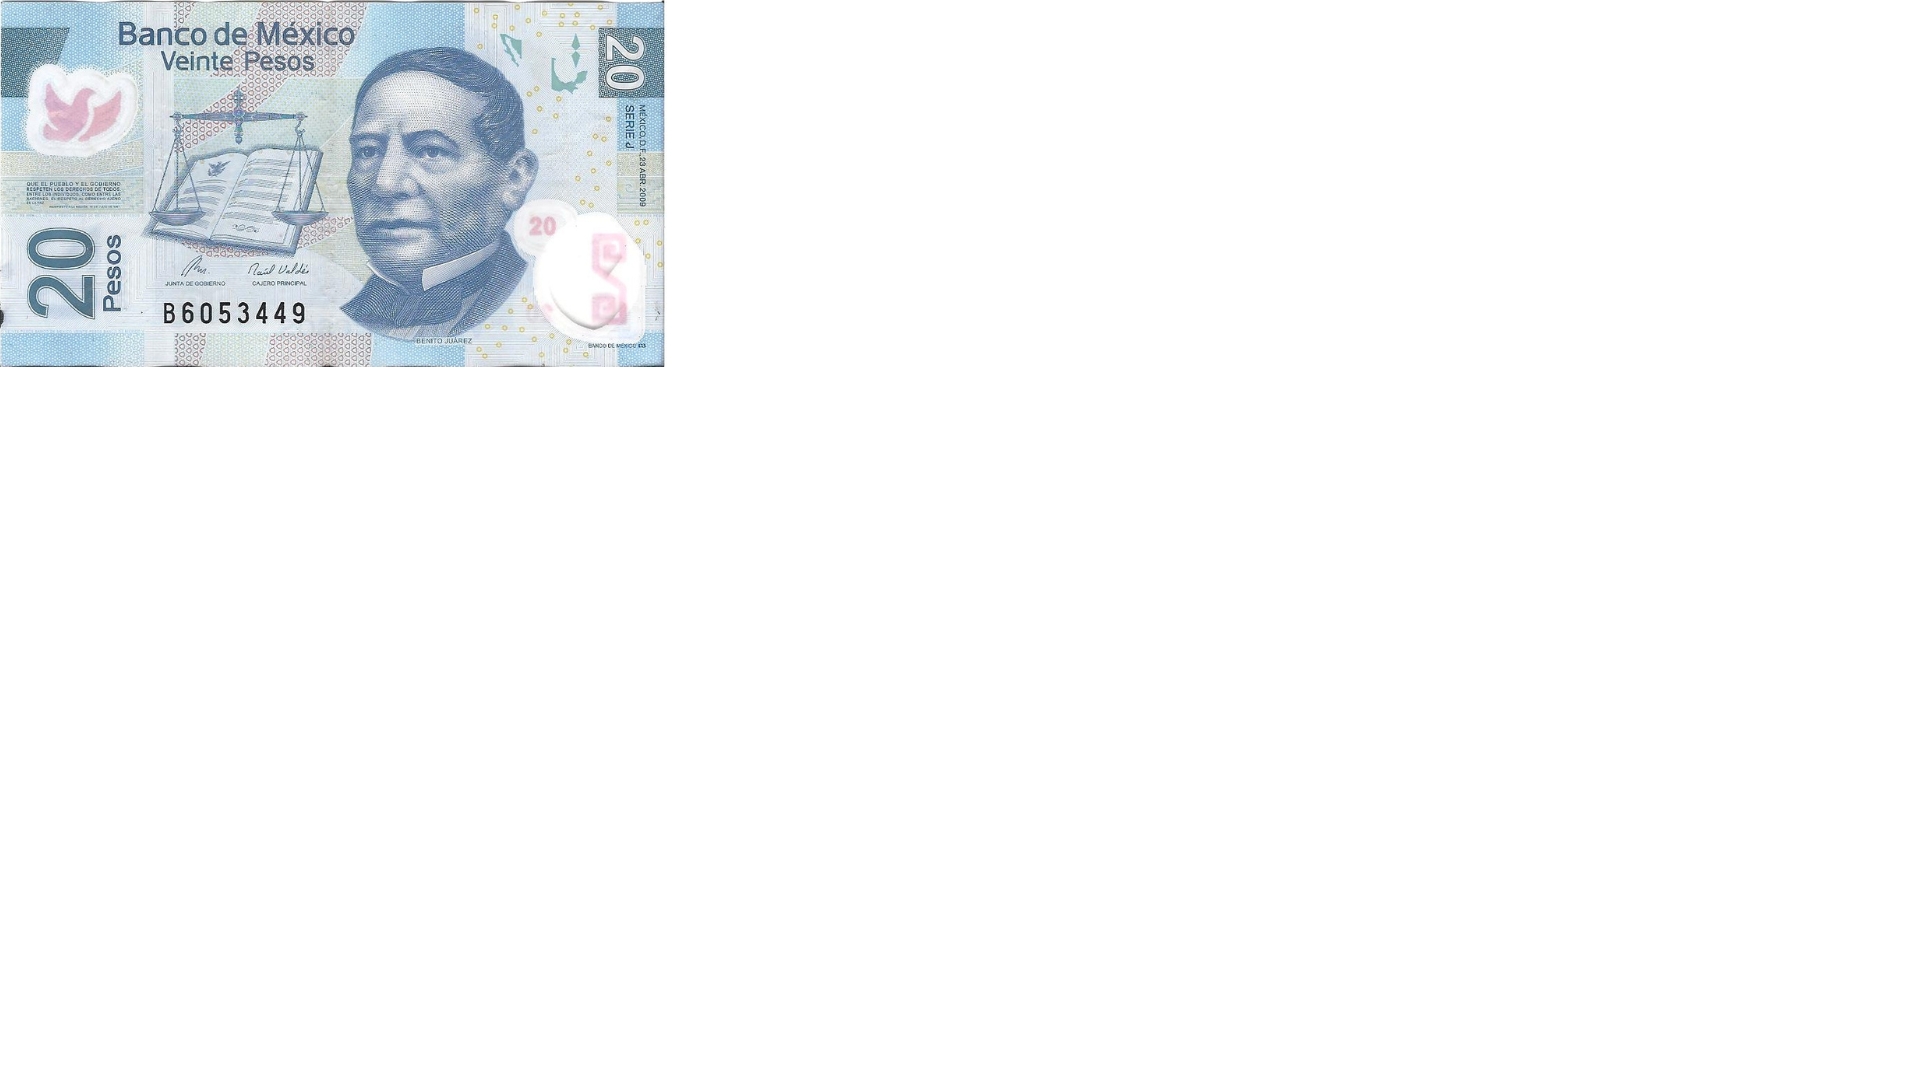 Banco de México
Veinte Pesos
20
SERIE J
MÉXICO, D.F. 23 ABR. 2009
QUE EL PUEBLO Y EL GOBIERNO
RESPETEN LOS DERECHOS DE TODOS.
ENTRE LOS INDIVIDUOS, COMO ENTRE LAS
NACIONES, EL RESPETO AL DERECHO AJENO
ES LA PAZ
20
20
Pesos
Raúl Valdés
JUNTA DE GOBIERNO
CAJERO PRINCIPAL
B6053449
BENITO JUÁREZ
BANCO DE MÉXICO